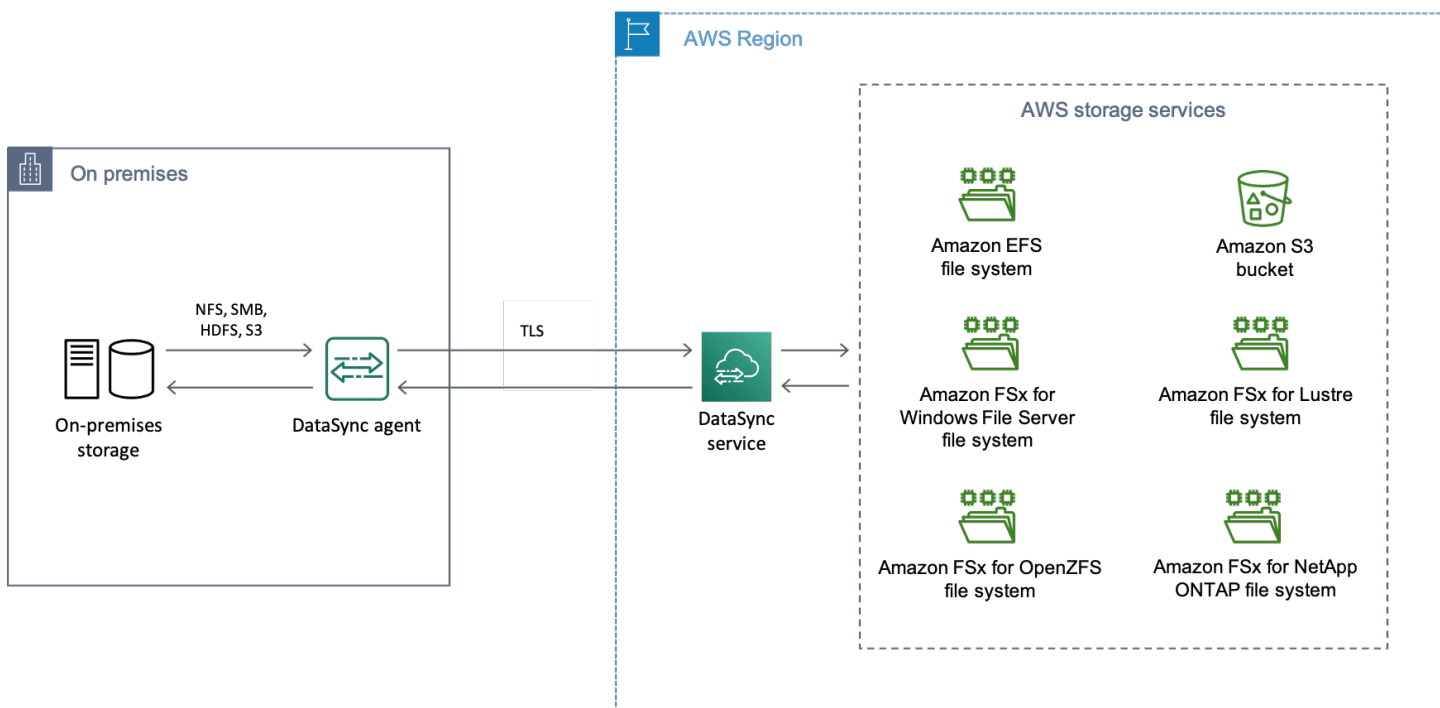 AWS Region
AWS storage services
On premises
Amazon EFS
file system
Amazon S3
bucket
NFS, SMB,
HDFS, S3
TLS
On-premises
storage
DataSync agent
DataSync
service
Amazon FSx for
Windows File Server
file system
Amazon FSx for Lustre
file system
Amazon FSx for OpenZFS
file system
Amazon FSx for NetApp
ONTAP file system